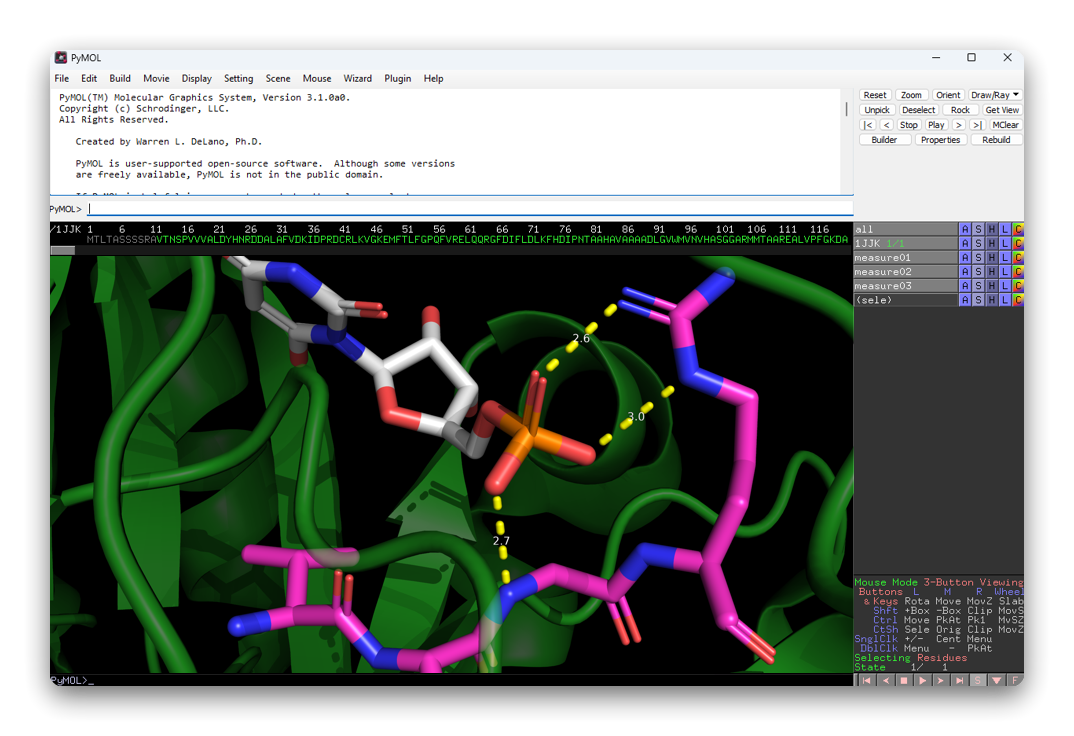 PyMOL
File Edit Build Movie Display Setting Scene Mouse Wizard Plugin Help
PyMOL(TM) Molecular Graphics System, Version 3.1.0a0.
Copyright (c) Schrodinger, LLC.
All Rights Reserved.
Created by Warren L. DeLano, Ph.D.
PyMOL is user-supported open-source software. Although some versions
are freely available, PyMOL is not in the public domain.
PyMOL>
Reset Zoom Orient Draw/Ray
Unpick Deselect Rock Get View
|< < Stop Play > >| MClear
Builder Properties Rebuild
/1JJK 1 6 11 16 21 26 31 36 41 46 51 56 61 66 71 76 81 86 91 96 101 106 111 116
MTLTASSSSRAVTNSPVVVALDYHNRDDALAFVDKIDPRDCRLKVGKEMFTLFGPQFVRELQQRGFDIFLDLKFHDIPNTAAHAVAAAADLGVWMVNVHASGGARMMTAAREALVPFGKDA
all A S H L C
1JJK 1/1 A S H L C
measure01 A S H L C
measure02 A S H L C
measure03 A S H L C
(sele) A S H L C
2.6
3.0
2.7
Mouse Mode 3-Button Viewing
Buttons L M R Wheel
& Keys Rota Move MovZ Slab
Shft +Box -Box Clip MovS
Ctrl Move PkAt Pk1 MvSZ
CtSh Sele Orig Clip MovZ
SnglClk +/- Cent Menu
DblClk Menu - PkAt
Selecting Residues
State 1/ 1
PyMOL>_
S F